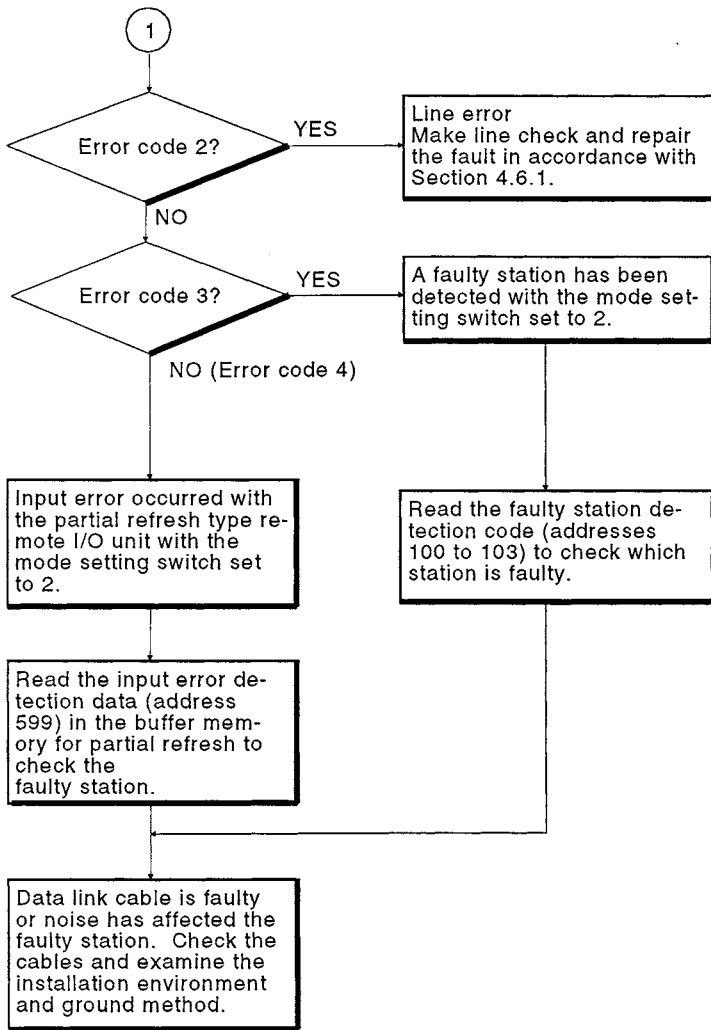 1
Error code 2?
YES
Line error
Make line check and repair
the fault in accordance with
Section 4.6.1.
NO
Error code 3?
YES
A faulty station has been
detected with the mode set-
ting switch set to 2.
NO (Error code 4)
Input error occurred with
the partial refresh type re-
mote I/O unit with the
mode setting switch set
to 2.
Read the faulty station de-
tection code (addresses
100 to 103) to check which
station is faulty.
Read the input error de-
tection data (address
599) in the buffer mem-
ory for partial refresh to
check the
faulty station.
Data link cable is faulty
or noise has affected the
faulty station. Check the
cables and examine the
installation environment
and ground method.